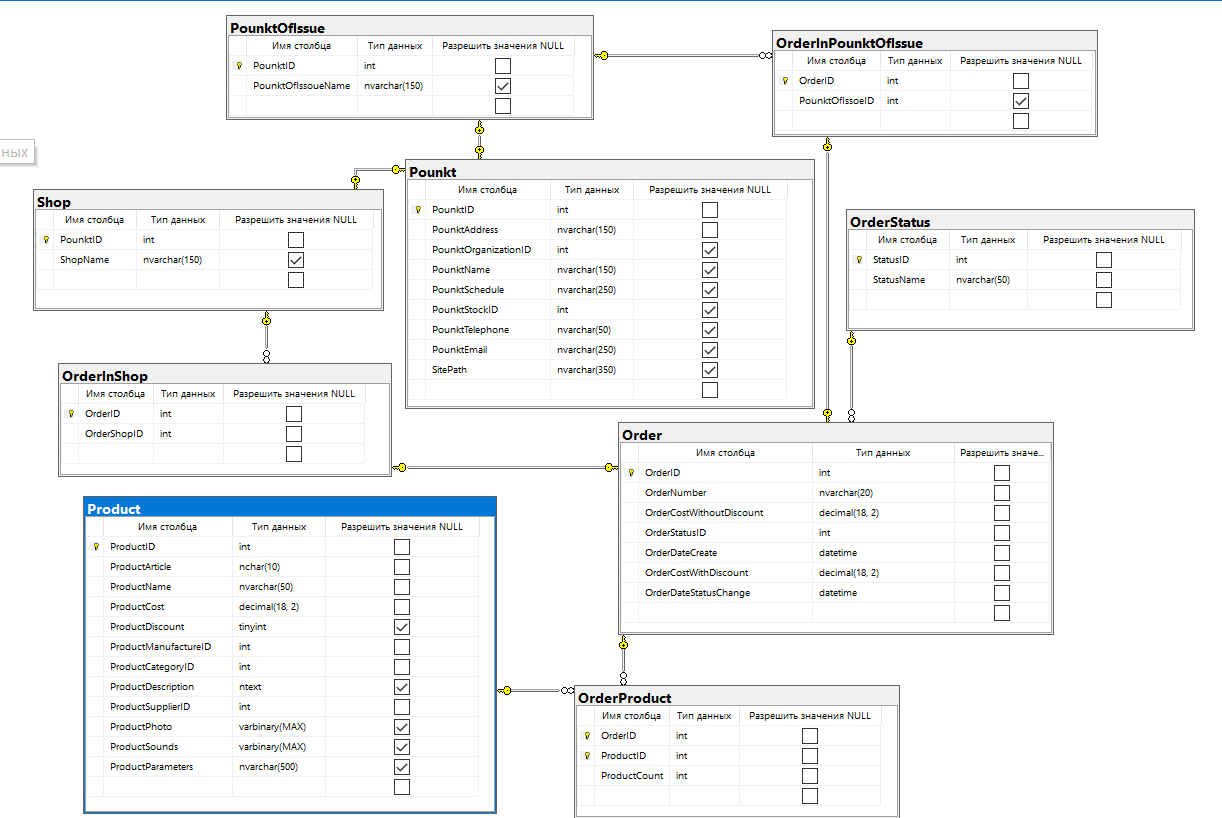 PounktOfIssue
Имя столбца Тип данных Разрешить значения NULL
PounktID int
PounktOfIssoueName nvarchar(150)
OrderInPounktOfIssue
Имя столбца Тип данных Разрешить значения NULL
OrderID int
PounktOfIssoeID int
ных
Pounkt
Имя столбца Тип данных Разрешить значения NULL
PounktID int
PounktAddress nvarchar(150)
PounktOrganizationID int
PounktName nvarchar(150)
PounktSchedule nvarchar(250)
PounktStockID int
PounktTelephone nvarchar(50)
PounktEmail nvarchar(250)
SitePath nvarchar(350)
Shop
Имя столбца Тип данных Разрешить значения NULL
PounktID int
ShopName nvarchar(150)
OrderStatus
Имя столбца Тип данных Разрешить значения NULL
StatusID int
StatusName nvarchar(50)
OrderInShop
Имя столбца Тип данных Разрешить значения NULL
OrderID int
OrderShopID int
Order
Имя столбца Тип данных Разрешить значе...
OrderID int
OrderNumber nvarchar(20)
OrderCostWithoutDiscount decimal(18, 2)
OrderStatusID int
OrderDateCreate datetime
OrderCostWithDiscount decimal(18, 2)
OrderDateStatusChange datetime
Product
Имя столбца Тип данных Разрешить значения NULL
ProductID int
ProductArticle nchar(10)
ProductName nvarchar(50)
ProductCost decimal(18, 2)
ProductDiscount tinyint
ProductManufactureID int
ProductCategoryID int
ProductDescription ntext
ProductSupplierID int
ProductPhoto varbinary(MAX)
ProductSounds varbinary(MAX)
ProductParameters nvarchar(500)
OrderProduct
Имя столбца Тип данных Разрешить значения NULL
OrderID int
ProductID int
ProductCount int